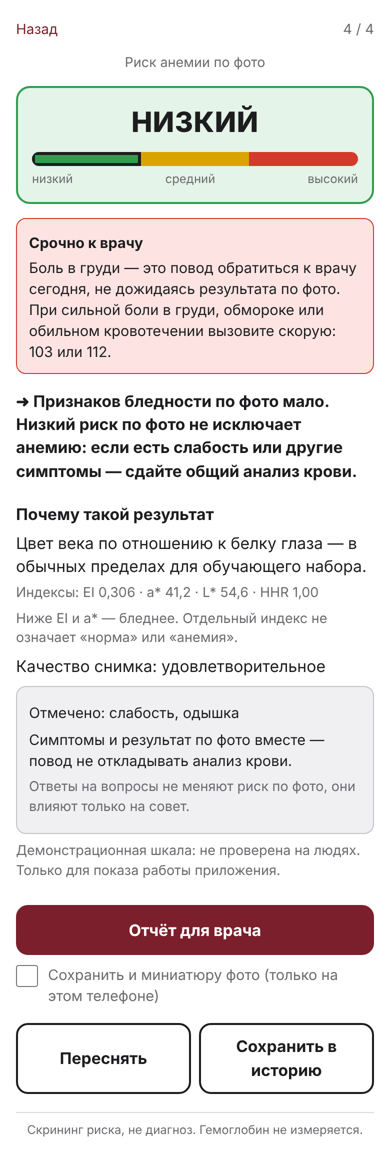 Назад
4 / 4
Риск анемии по фото
НИЗКИЙ
низкий средний высокий
Срочно к врачу
Боль в груди — это повод обратиться к врачу
сегодня, не дожидаясь результата по фото.
При сильной боли в груди, обмороке или
обильном кровотечении вызовите скорую:
103 или 112.
➜ Признаков бледности по фото мало.
Низкий риск по фото не исключает
анемию: если есть слабость или другие
симптомы — сдайте общий анализ крови.
Почему такой результат
Цвет века по отношению к белку глаза — в
обычных пределах для обучающего набора.
Индексы: EI 0,306 · a* 41,2 · L* 54,6 · HHR 1,00
Ниже EI и a* — бледнее. Отдельный индекс не
означает «норма» или «анемия».
Качество снимка: удовлетворительное
Отмечено: слабость, одышка
Симптомы и результат по фото вместе —
повод не откладывать анализ крови.
Ответы на вопросы не меняют риск по фото, они
влияют только на совет.
Демонстрационная шкала: не проверена на людях.
Только для показа работы приложения.
Отчёт для врача
Сохранить и миниатюру фото (только на
этом телефоне)
Переснять
Сохранить в
историю
Скрининг риска, не диагноз. Гемоглобин не измеряется.